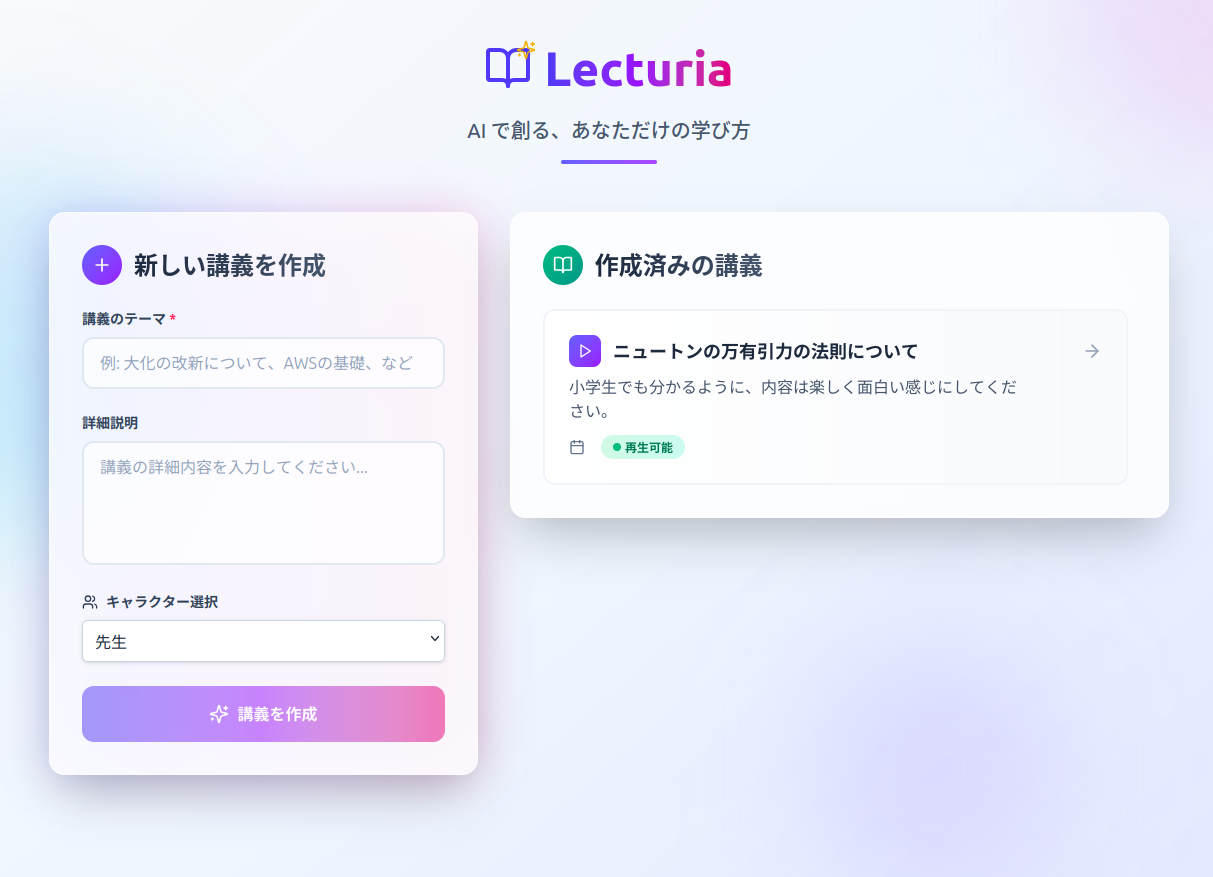 Lecturia
AI で創る、あなただけの学び方
新しい講義を作成
講義のテーマ *
例: 大化の改新について、AWSの基礎、など
詳細説明
講義の詳細内容を入力してください...
キャラクター選択
先生
講義を作成
作成済みの講義
ニュートンの万有引力の法則について
小学生でも分かるように、内容は楽しく面白い感じにしてくだ
さい。
再生可能